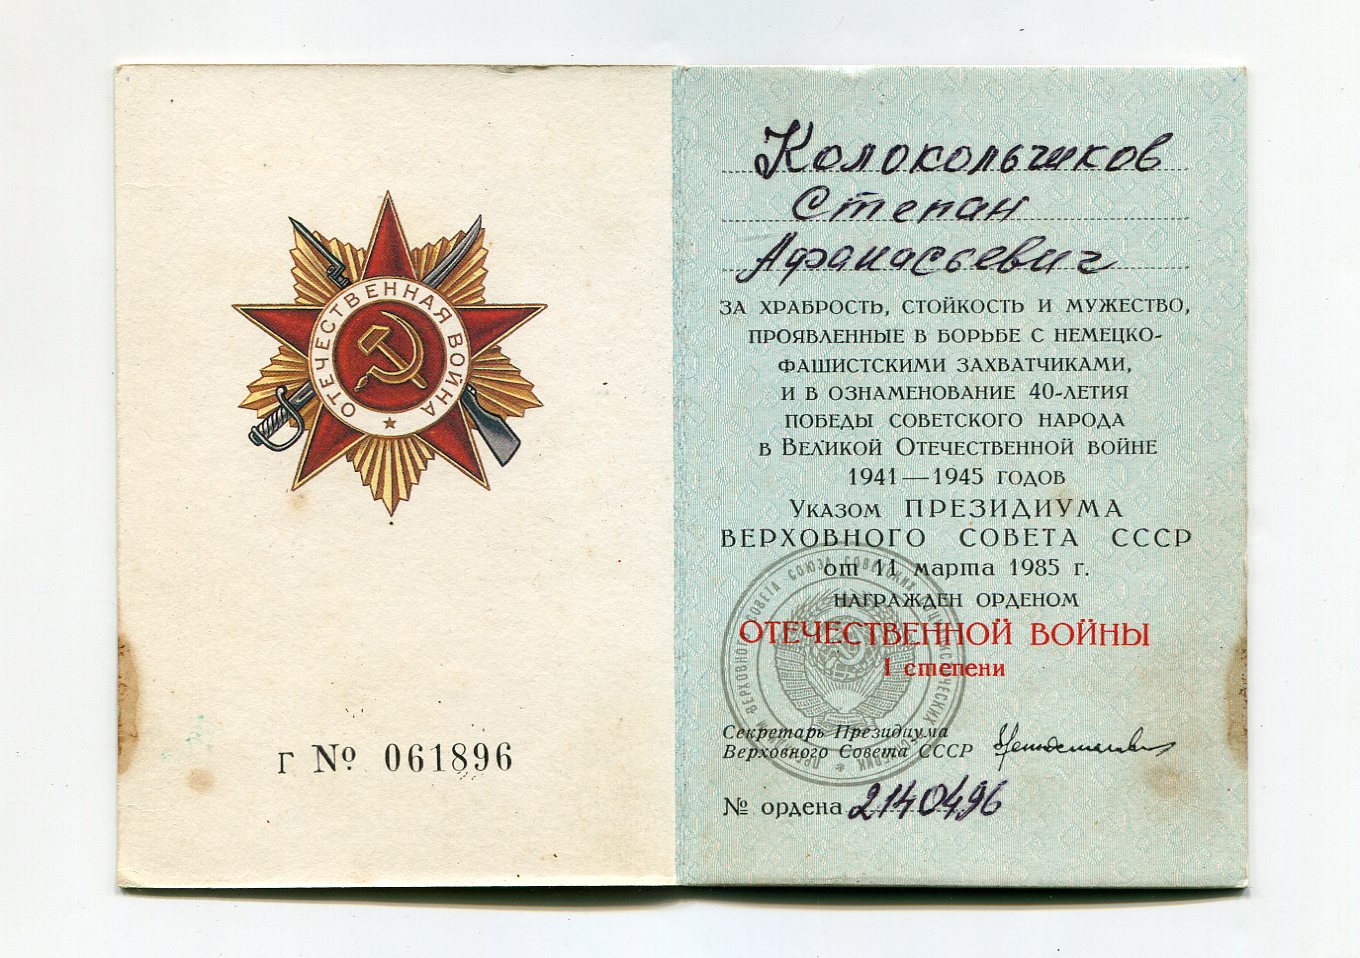 ОТЕЧЕСТВЕННАЯ ВОЙНА
Г № 061896
Колокольчиков
Степан
Афанасьевич
ЗА ХРАБРОСТЬ, СТОЙКОСТЬ И МУЖЕСТВО,
ПРОЯВЛЕННЫЕ В БОРЬБЕ С НЕМЕЦКО-
ФАШИСТСКИМИ ЗАХВАТЧИКАМИ,
И В ОЗНАМЕНОВАНИЕ 40-ЛЕТИЯ
ПОБЕДЫ СОВЕТСКОГО НАРОДА
В ВЕЛИКОЙ ОТЕЧЕСТВЕННОЙ ВОЙНЕ
1941—1945 ГОДОВ
УКАЗОМ ПРЕЗИДИУМА
ВЕРХОВНОГО СОВЕТА СССР
от 11 марта 1985 г.
НАГРАЖДЕН ОРДЕНОМ
ОТЕЧЕСТВЕННОЙ ВОЙНЫ
I степени
Секретарь Президиума
Верховного Совета СССР
№ ордена 2140496